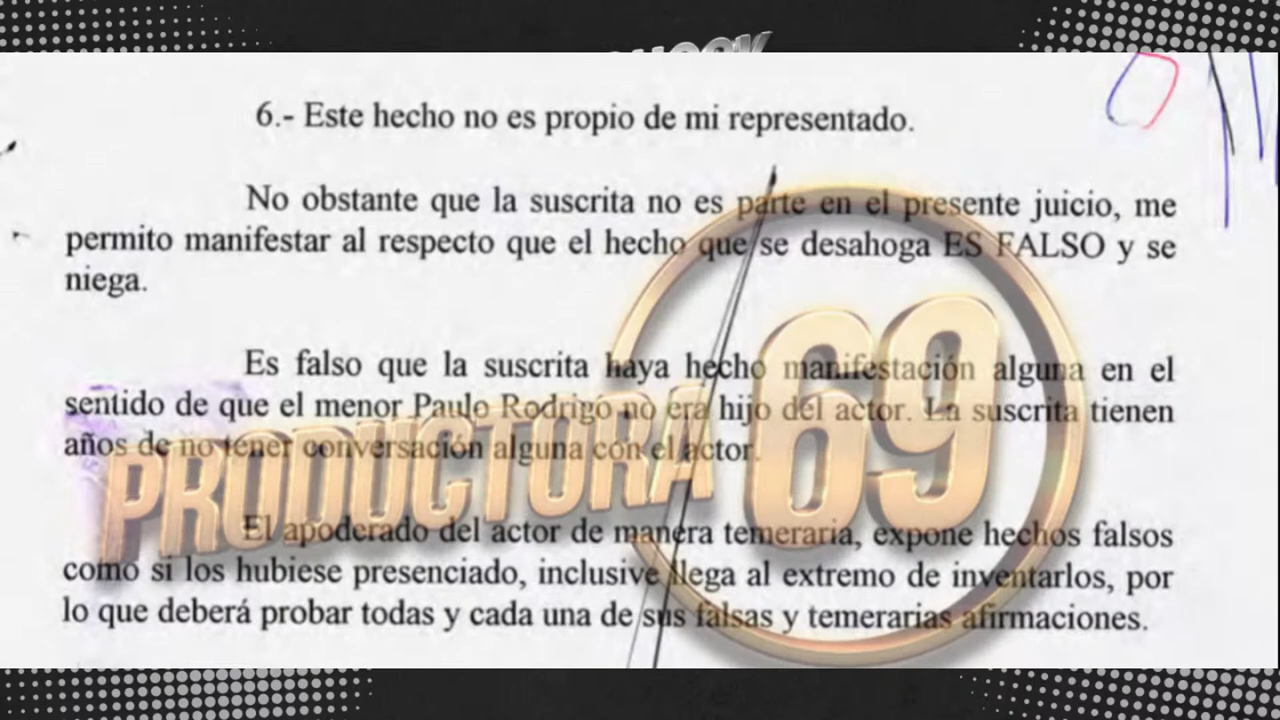 6.- Este hecho no es propio de mi representado.
No obstante que la suscrita no es parte en el presente juicio, me
permito manifestar al respecto que el hecho que se desahoga ES FALSO y se
niega.
Es falso que la suscrita haya hecho manifestación alguna en el
sentido de que el menor Paulo Rodrigo no era hijo del actor. La suscrita tienen
años de no tener conversación alguna con el actor.
PRODUCTORA 69
El apoderado del actor de manera temeraria, expone hechos falsos
como si los hubiese presenciado, inclusive llega al extremo de inventarlos, por
lo que deberá probar todas y cada una de sus falsas y temerarias afirmaciones.